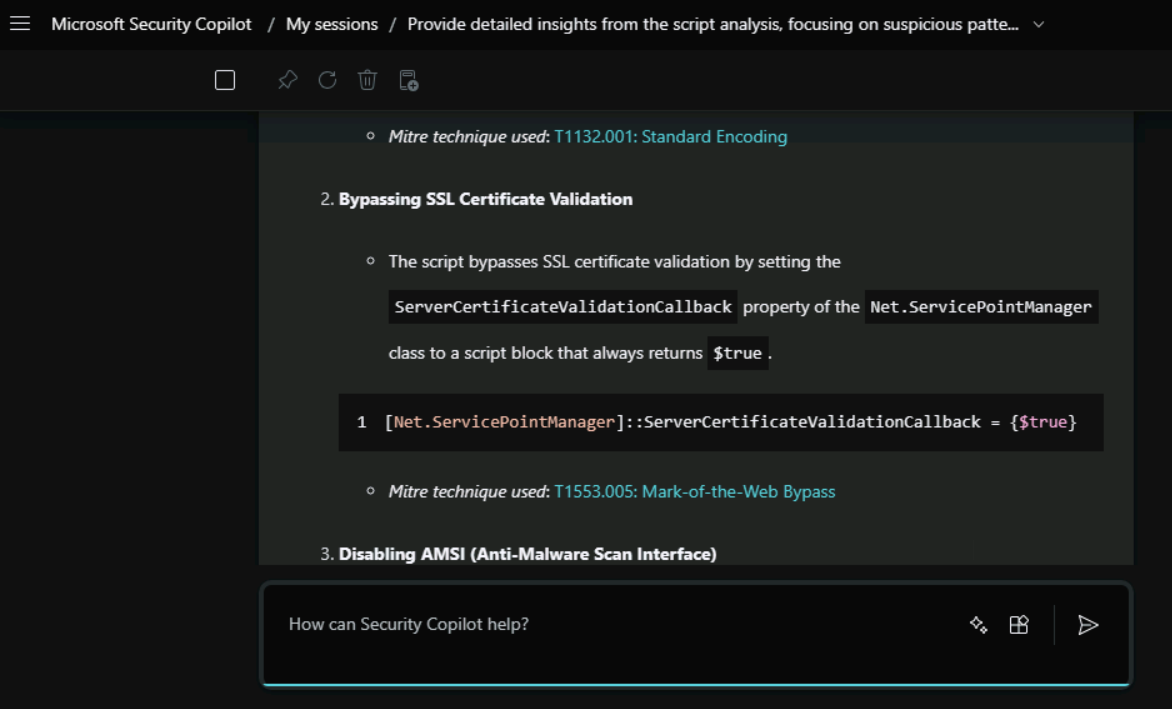 Microsoft Security Copilot / My sessions / Provide detailed insights from the script analysis, focusing on suspicious patte...
Mitre technique used: T1132.001: Standard Encoding
2. Bypassing SSL Certificate Validation
The script bypasses SSL certificate validation by setting the
ServerCertificateValidationCallback property of the Net.ServicePointManager
class to a script block that always returns $true.
1 [Net.ServicePointManager]::ServerCertificateValidationCallback = {$true}
Mitre technique used: T1553.005: Mark-of-the-Web Bypass
3. Disabling AMSI (Anti-Malware Scan Interface)
How can Security Copilot help?